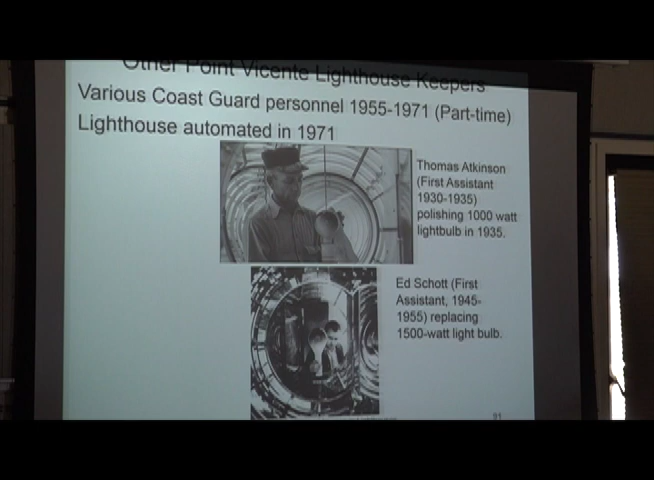 Other Point Vicente Lighthouse Keepers
Various Coast Guard personnel 1955-1971 (Part-time)
Lighthouse automated in 1971
Thomas Atkinson
(First Assistant
1930-1935)
polishing 1000 watt
lightbulb in 1935.
Ed Schott (First
Assistant, 1945-
1955) replacing
1500-watt light bulb.
91